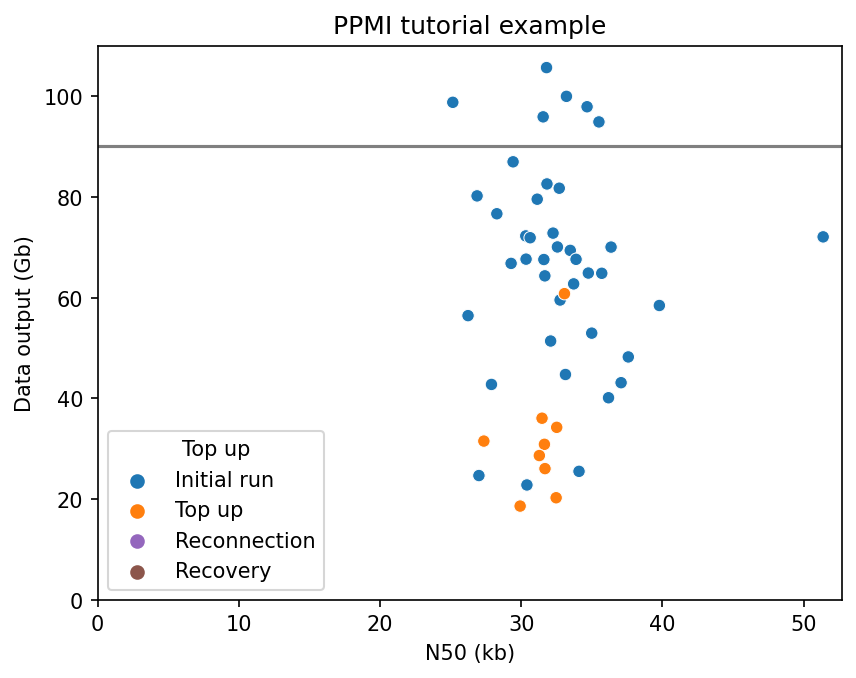 PPMI tutorial example
Data output (Gb)
100
80
60
40
20
0
Top up
Initial run
Top up
Reconnection
Recovery
0 10 20 30 40 50
N50 (kb)